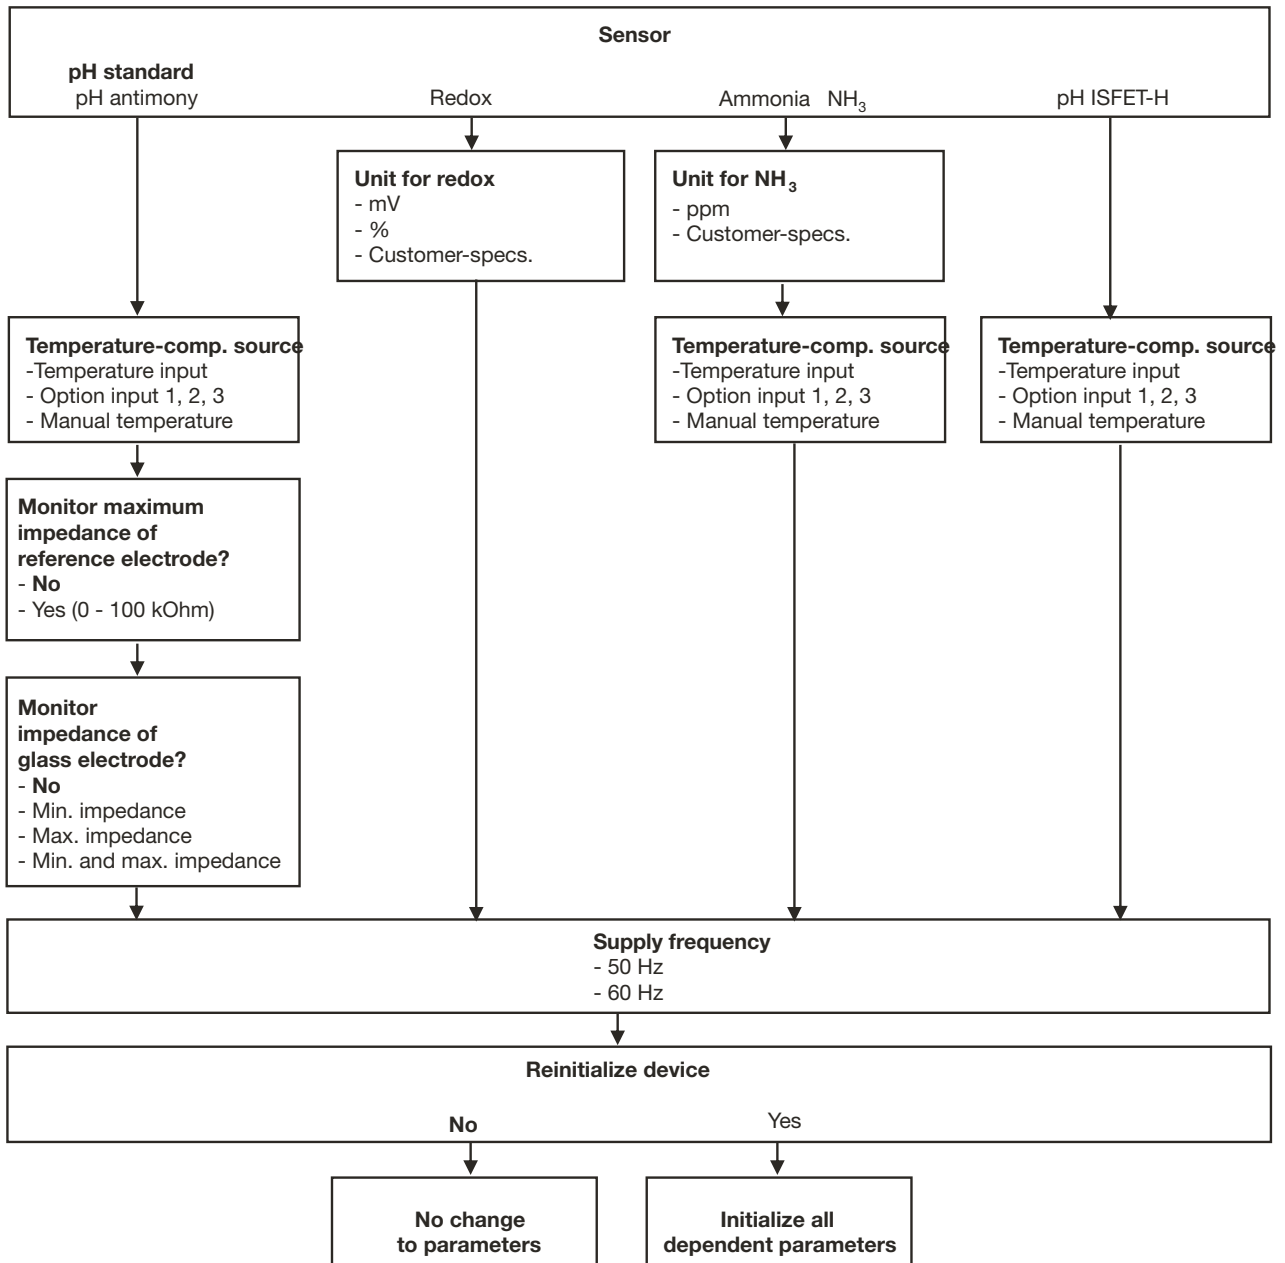 Sensor
pH standard
pH antimony
Redox
Ammonia NH3
pH ISFET-H
Unit for redox
- mV
- %
- Customer-specs.
Unit for NH3
- ppm
- Customer-specs.
Temperature-comp. source
-Temperature input
- Option input 1, 2, 3
- Manual temperature
Temperature-comp. source
-Temperature input
- Option input 1, 2, 3
- Manual temperature
Temperature-comp. source
-Temperature input
- Option input 1, 2, 3
- Manual temperature
Monitor maximum
impedance of
reference electrode?
- No
- Yes (0 - 100 kOhm)
Monitor
impedance of
glass electrode?
- No
- Min. impedance
- Max. impedance
- Min. and max. impedance
Supply frequency
- 50 Hz
- 60 Hz
Reinitialize device
No
Yes
No change
to parameters
Initialize all
dependent parameters